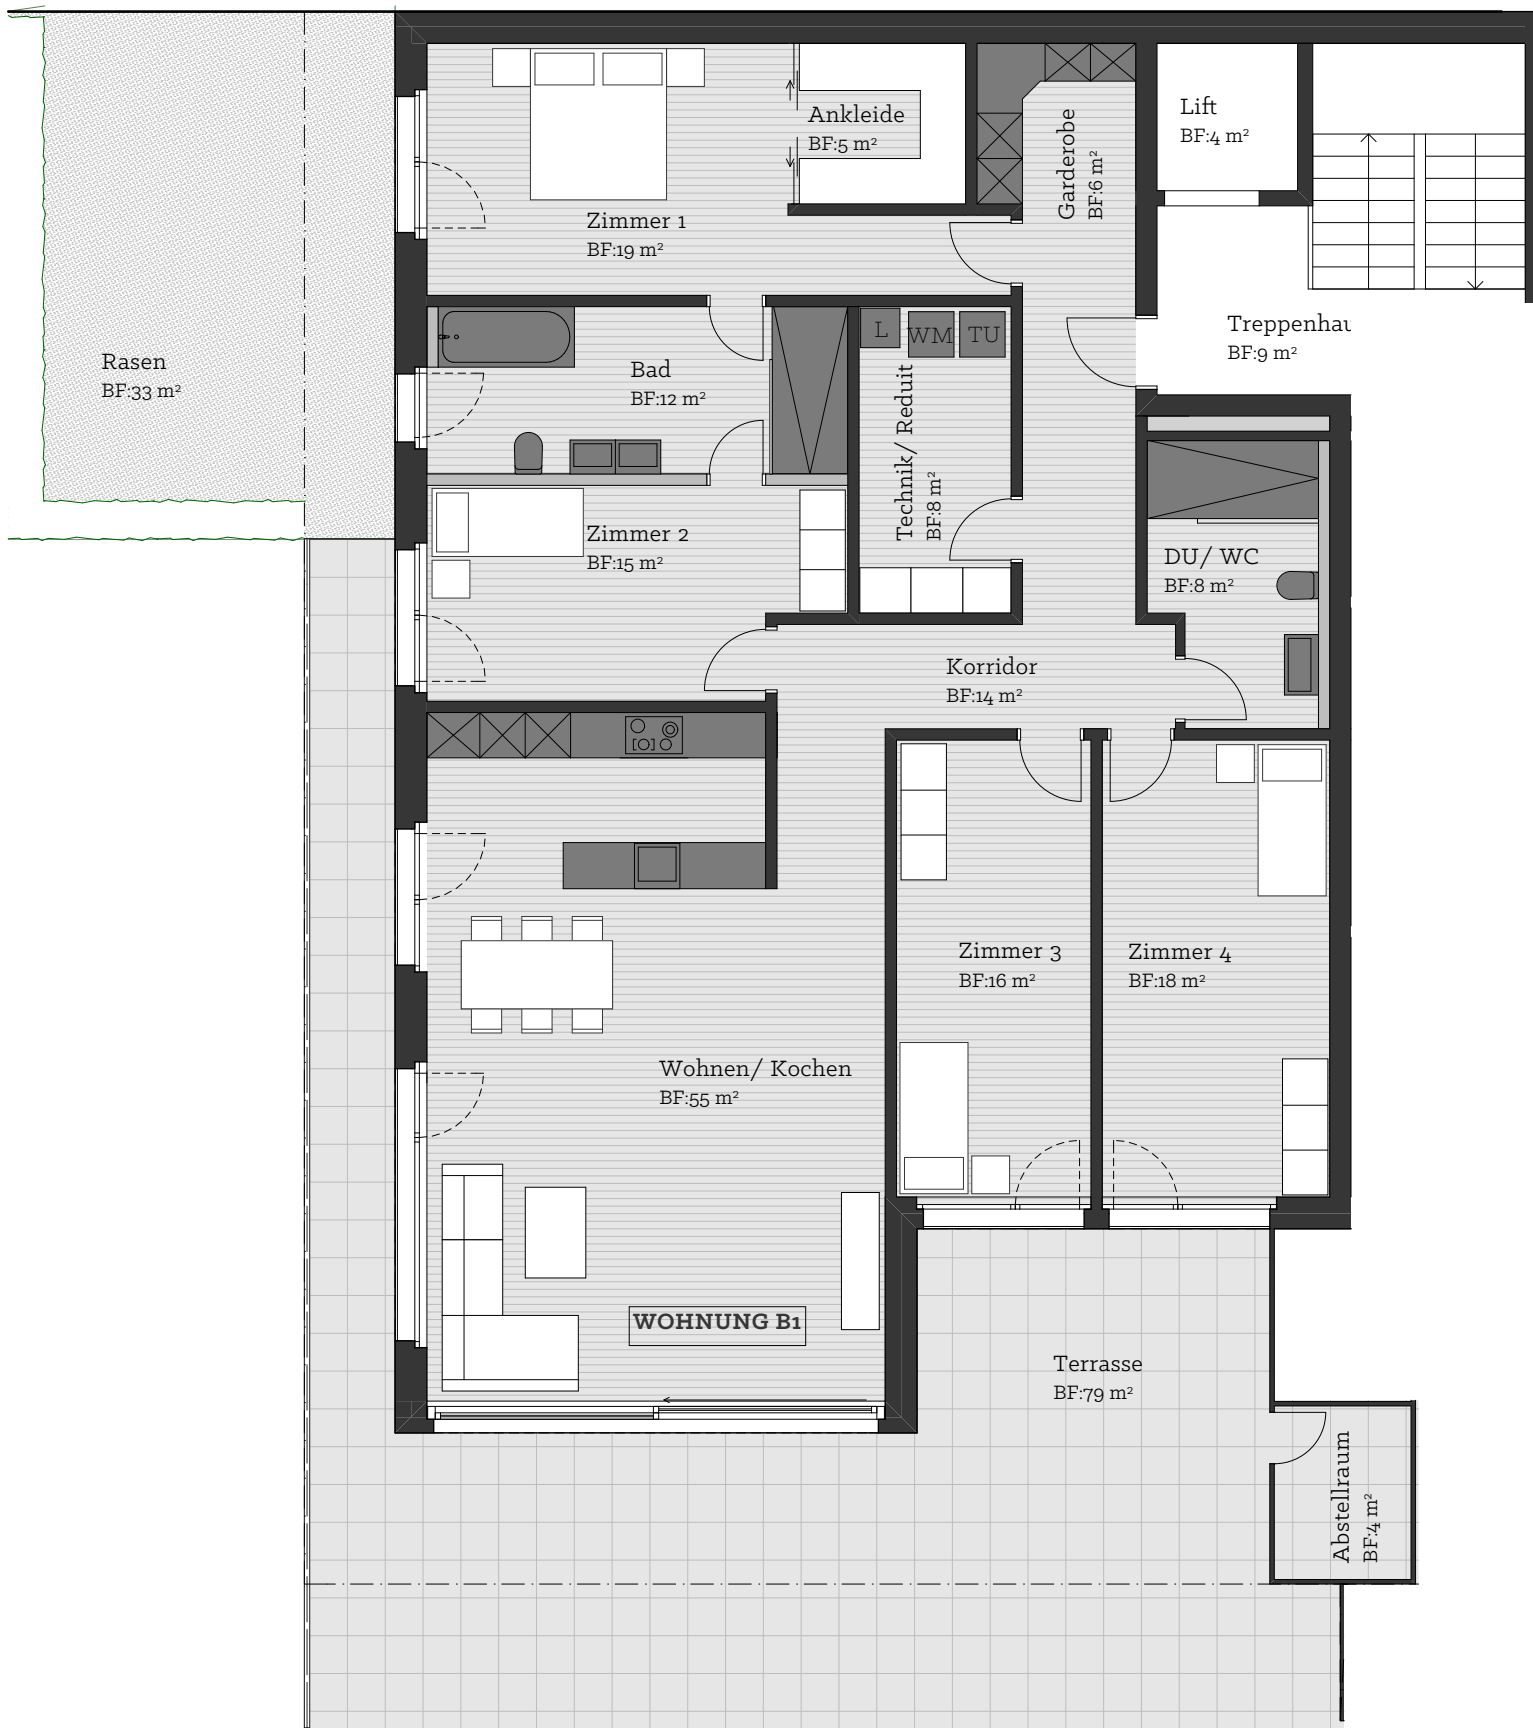 Ankleide
BF:5 m²
Garderobe
BF:6 m²
Lift
BF:4 m²
Zimmer 1
BF:19 m²
Treppenhau
BF:9 m²
Rasen
BF:33 m²
Bad
BF:12 m²
L
WM
TU
Technik/ Reduit
BF:8 m²
Zimmer 2
BF:15 m²
DU/ WC
BF:8 m²
Korridor
BF:14 m²
Zimmer 3
BF:16 m²
Zimmer 4
BF:18 m²
Wohnen/ Kochen
BF:55 m²
WOHNUNG B1
Terrasse
BF:79 m²
Abstellraum
BF:4 m²